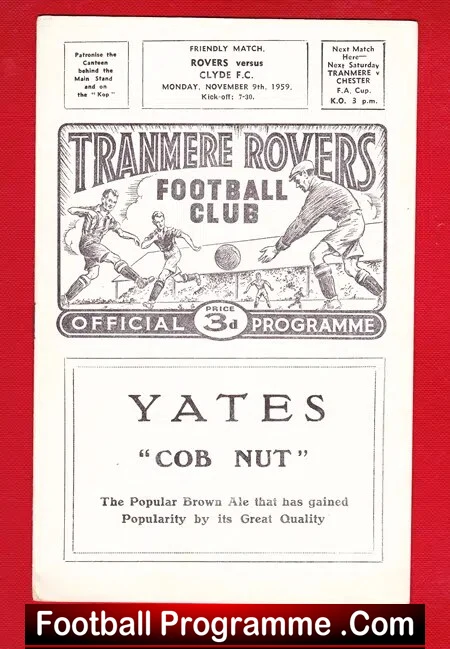 Patronise the
Canteen
behind the
Main Stand
and on
the "Kop"
FRIENDLY MATCH.
ROVERS versus
CLYDE F.C.
MONDAY, NOVEMBER 9th, 1959.
Kick-off: 7-30.
Next Match
Here—
Next Saturday
TRANMERE v
CHESTER
F.A. Cup.
K.O. 3 p.m.
TRANMERE ROVERS
FOOTBALL
CLUB
OFFICIAL PRICE 3d PROGRAMME
YATES
"COB NUT"
The Popular Brown Ale that has gained
Popularity by its Great Quality
Football Programme .Com